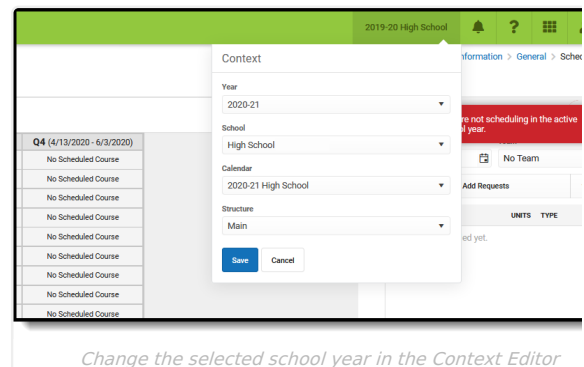 2019-20 High School
?
Context
Information > General > Sched
Year
2020-21
re not scheduling in the active
ol year.
School
High School
Q4 (4/13/2020 - 6/3/2020)
No Team
No Scheduled Course
Calendar
No Scheduled Course
2020-21 High School
Add Requests
No Scheduled Course
Structure
No Scheduled Course
Main
UNITS TYPE
No Scheduled Course
ed yet.
No Scheduled Course
Save Cancel
No Scheduled Course
No Scheduled Course
No Scheduled Course
Change the selected school year in the Context Editor